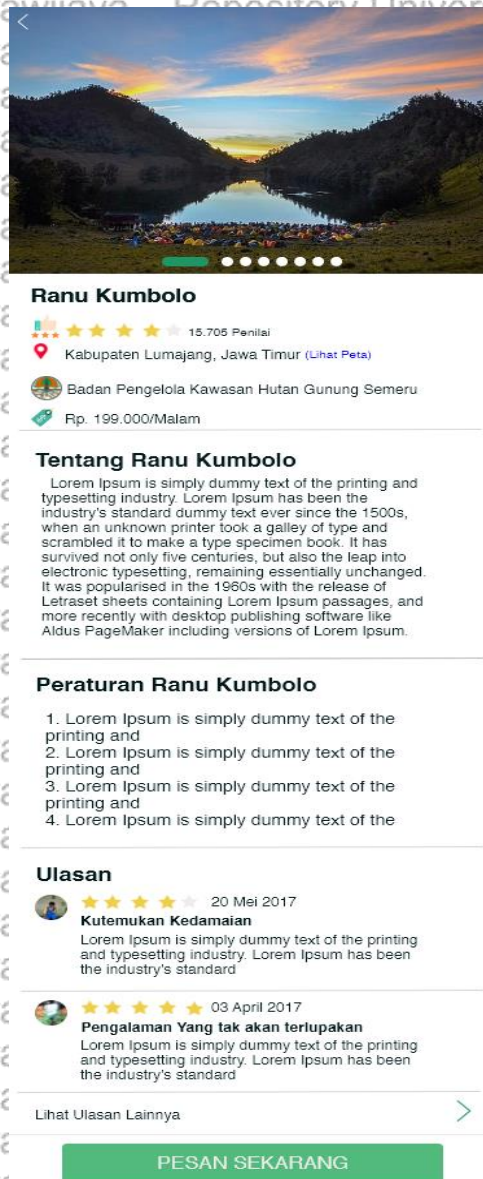 awijaya Repository Univer
Ranu Kumbolo
15.705 Penilai
Kabupaten Lumajang, Jawa Timur (Lihat Peta)
Badan Pengelola Kawasan Hutan Gunung Semeru
Rp. 199.000/Malam
Tentang Ranu Kumbolo
Lorem Ipsum is simply dummy text of the printing and
typesetting industry. Lorem Ipsum has been the
industry's standard dummy text ever since the 1500s,
when an unknown printer took a galley of type and
scrambled it to make a type specimen book. It has
survived not only five centuries, but also the leap into
electronic typesetting, remaining essentially unchanged.
It was popularised in the 1960s with the release of
Letraset sheets containing Lorem Ipsum passages, and
more recently with desktop publishing software like
Aldus PageMaker including versions of Lorem Ipsum.
Peraturan Ranu Kumbolo
1. Lorem Ipsum is simply dummy text of the
printing and
2. Lorem Ipsum is simply dummy text of the
printing and
3. Lorem Ipsum is simply dummy text of the
printing and
4. Lorem Ipsum is simply dummy text of the
Ulasan
20 Mei 2017
Kutemukan Kedamaian
Lorem Ipsum is simply dummy text of the printing
and typesetting industry. Lorem Ipsum has been
the industry's standard
03 April 2017
Pengalaman Yang tak akan terlupakan
Lorem Ipsum is simply dummy text of the printing
and typesetting industry. Lorem Ipsum has been
the industry's standard
Lihat Ulasan Lainnya
PESAN SEKARANG